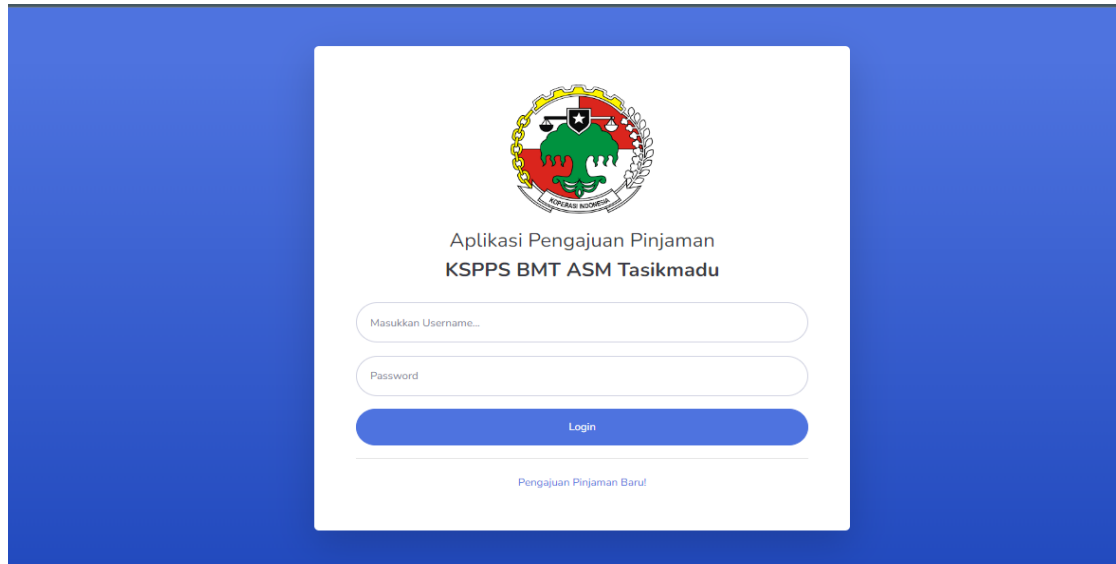 KOPERASI INDONESIA
Aplikasi Pengajuan Pinjaman
KSPPS BMT ASM Tasikmadu
Masukkan Username...
Password
Login
Pengajuan Pinjaman Baru!